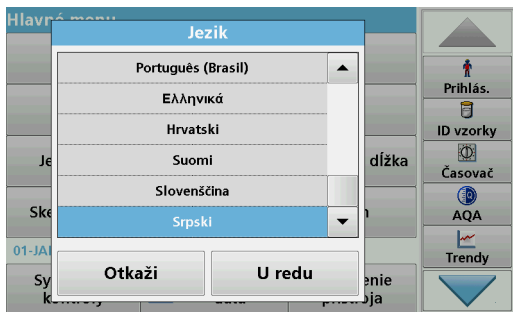 Hlavné menu
Jezik
Português (Brasil)
Ελληνικά
Hrvatski
Suomi
Slovenščina
Srpski
Otkaži
U redu
dĺžka
01-JAN
Prihlás.
ID vzorky
Časovač
AQA
Trendy